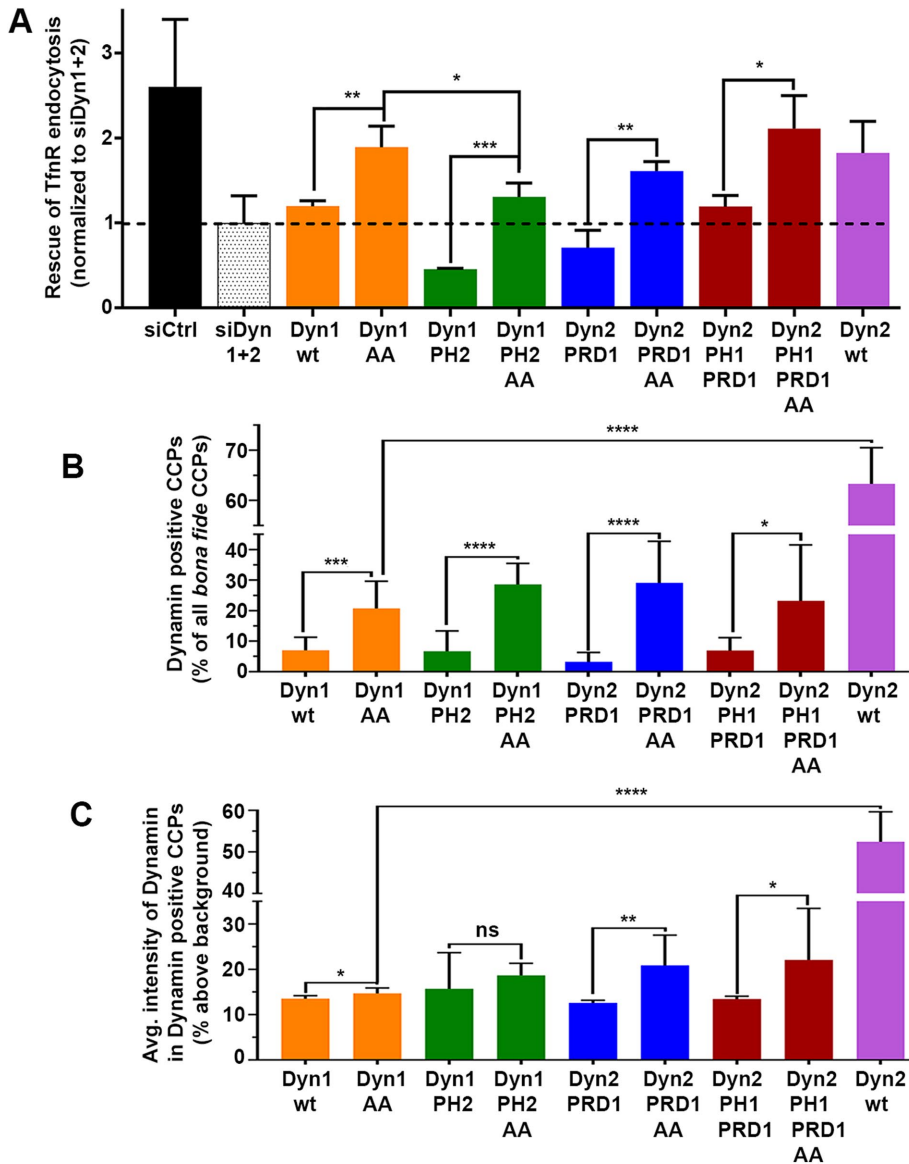 A
Rescue of TfnR endocytosis
(normalized to siDyn1+2)
3
2
1
0
**
*
***
**
*
siCtrl
siDyn
1+2
Dyn1
wt
Dyn1
AA
Dyn1
PH2
Dyn1
PH2
AA
Dyn2
PRD1
Dyn2
PRD1
AA
Dyn2
PH1
PRD1
Dyn2
PH1
PRD1
AA
Dyn2
wt
B
Dynamin positive CCPs
(% of all bona fide CCPs)
70
60
40
30
20
10
0
***
****
****
****
*
Dyn1
wt
Dyn1
AA
Dyn1
PH2
Dyn1
PH2
AA
Dyn2
PRD1
Dyn2
PRD1
AA
Dyn2
PH1
PRD1
Dyn2
PH1
PRD1
AA
Dyn2
wt
C
Avg. intensity of Dynamin
in Dynamin positive CCPs
(% above background)
60
50
40
30
20
10
0
*
****
ns
**
*
Dyn1
wt
Dyn1
AA
Dyn1
PH2
Dyn1
PH2
AA
Dyn2
PRD1
Dyn2
PRD1
AA
Dyn2
PH1
PRD1
Dyn2
PH1
PRD1
AA
Dyn2
wt